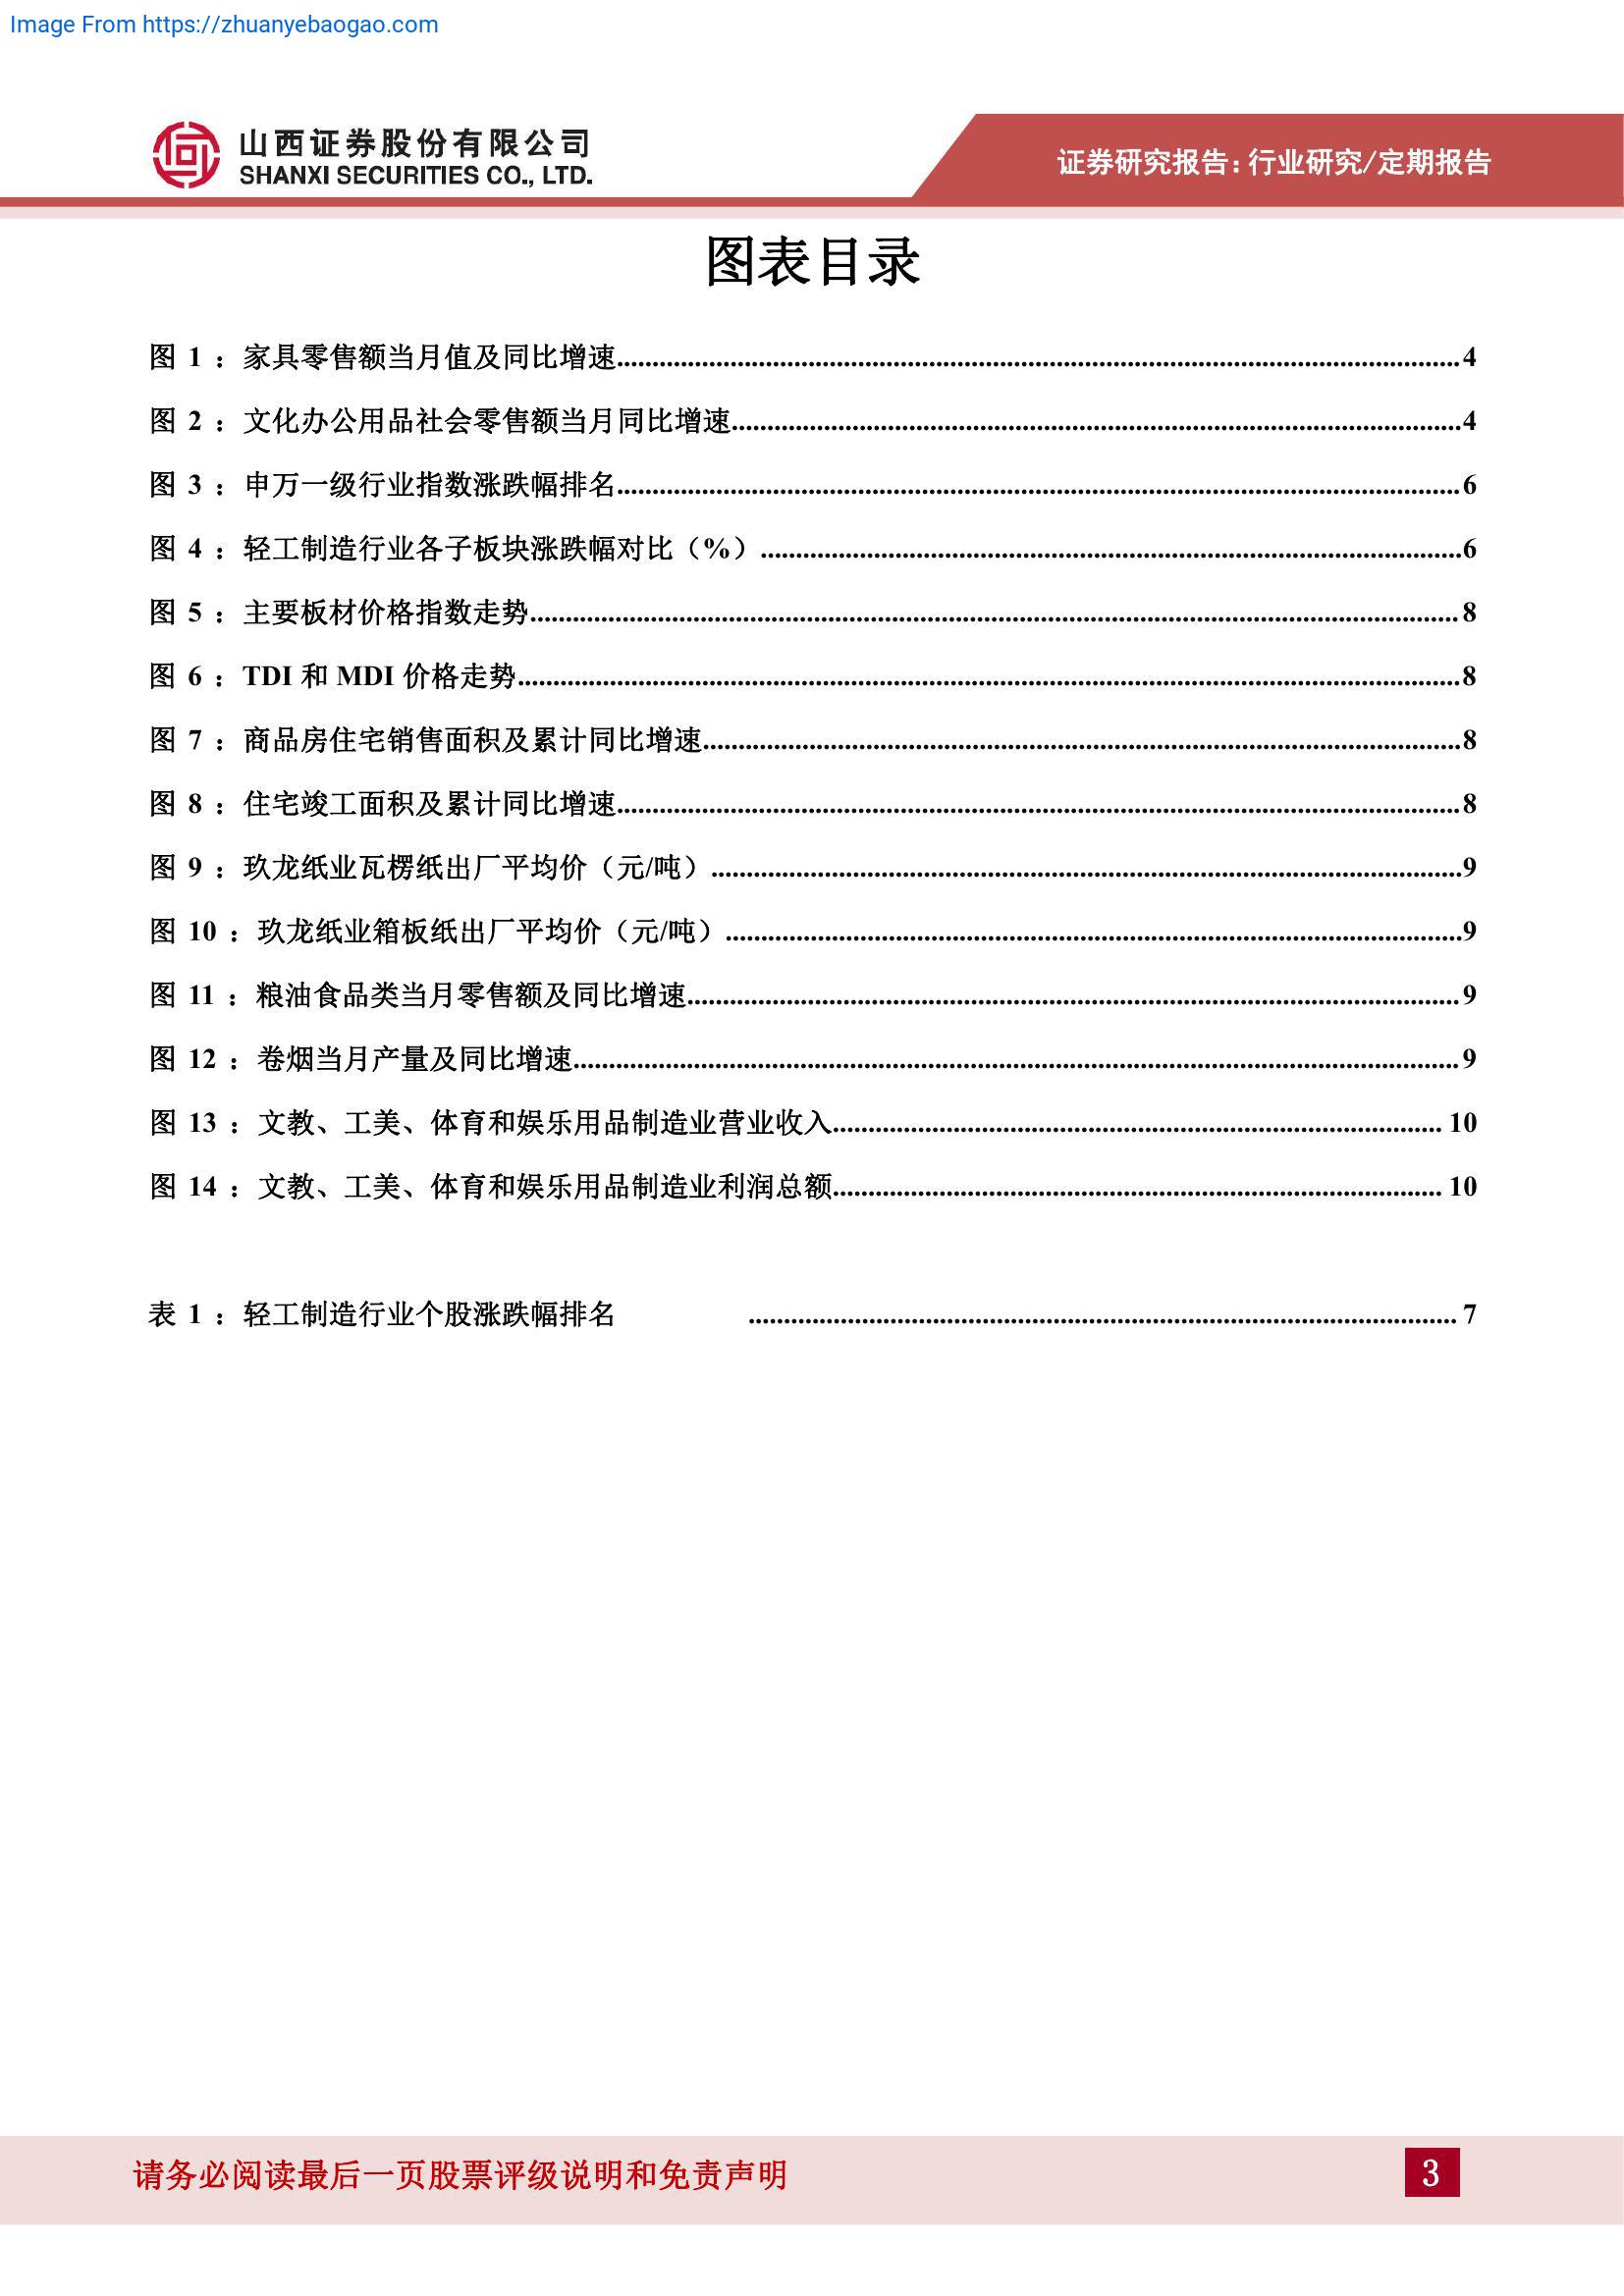 Image From https://zhuanyebaogao.com
山西证券股份有限公司
SHANXI SECURITIES CO., LTD.
证券研究报告：行业研究/定期报告
图表目录
图 1 ：家具零售额当月值及同比增速..........4
图 2 ：文化办公用品社会零售额当月同比增速..........4
图 3 ：申万一级行业指数涨跌幅排名..........6
图 4 ：轻工制造行业各子板块涨跌幅对比（%）..........6
图 5 ：主要板材价格指数走势..........8
图 6 ：TDI 和 MDI 价格走势..........8
图 7 ：商品房住宅销售面积及累计同比增速..........8
图 8 ：住宅竣工面积及累计同比增速..........8
图 9 ：玖龙纸业瓦楞纸出厂平均价（元/吨）..........9
图 10 ：玖龙纸业箱板纸出厂平均价（元/吨）..........9
图 11 ：粮油食品类当月零售额及同比增速..........9
图 12 ：卷烟当月产量及同比增速..........9
图 13 ：文教、工美、体育和娱乐用品制造业营业收入..........10
图 14 ：文教、工美、体育和娱乐用品制造业利润总额..........10
表 1 ：轻工制造行业个股涨跌幅排名..........7
请务必阅读最后一页股票评级说明和免责声明
3